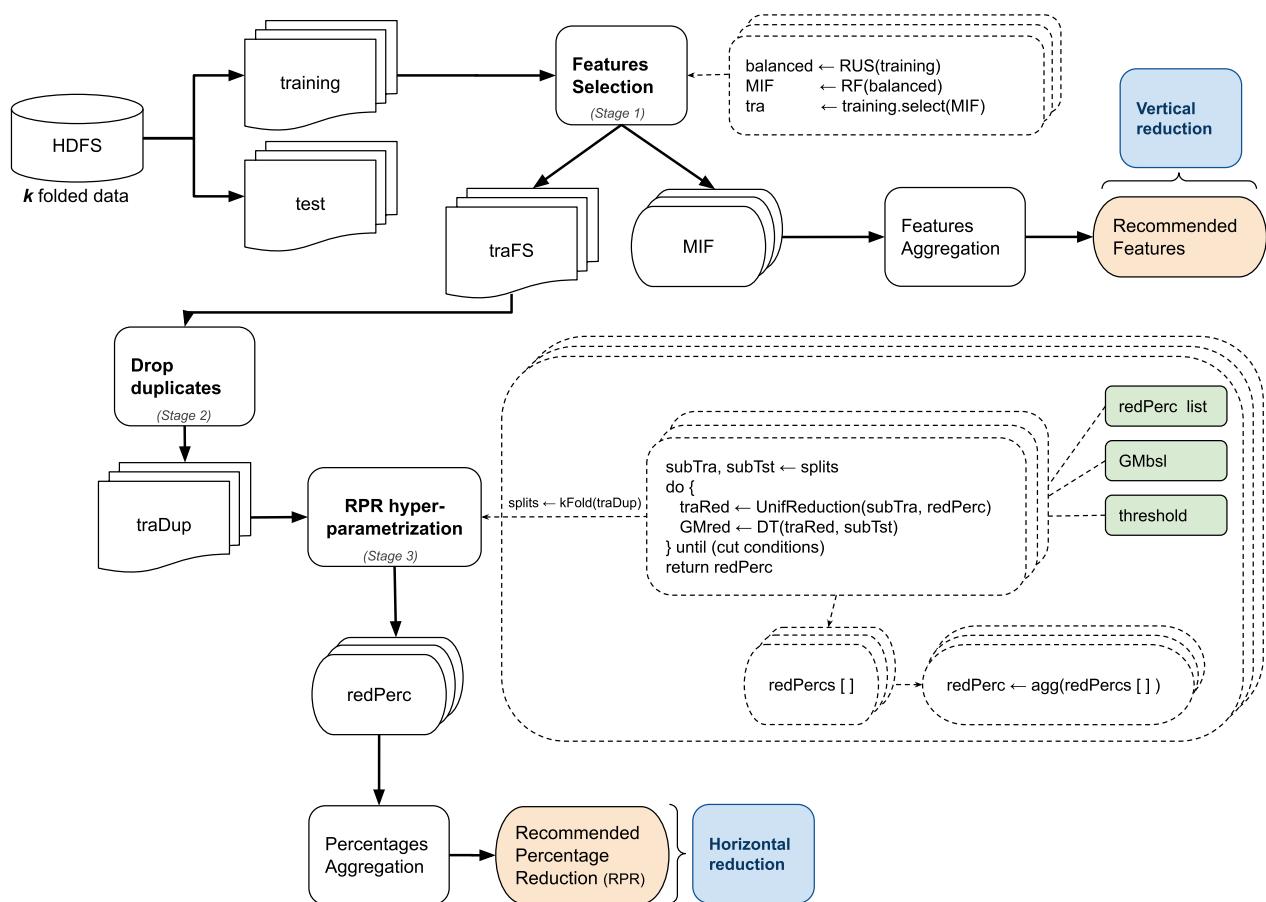 HDFS
k folded data
training
test
Features
Selection
(Stage 1)
balanced ← RUS(training)
MIF ← RF(balanced)
tra ← training.select(MIF)
Vertical
reduction
traFS
MIF
Features
Aggregation
Recommended
Features
Drop
duplicates
(Stage 2)
traDup
RPR hyper-
parametrization
(Stage 3)
splits ← kFold(traDup)
subTra, subTst ← splits
do {
traRed ← UnifReduction(subTra, redPerc)
GMred ← DT(traRed, subTst)
} until (cut conditions)
return redPerc
redPerc list
GMbsl
threshold
redPercs [ ]
redPerc ← agg(redPercs [ ] )
redPerc
Percentages
Aggregation
Recommended
Percentage
Reduction (RPR)
Horizontal
reduction